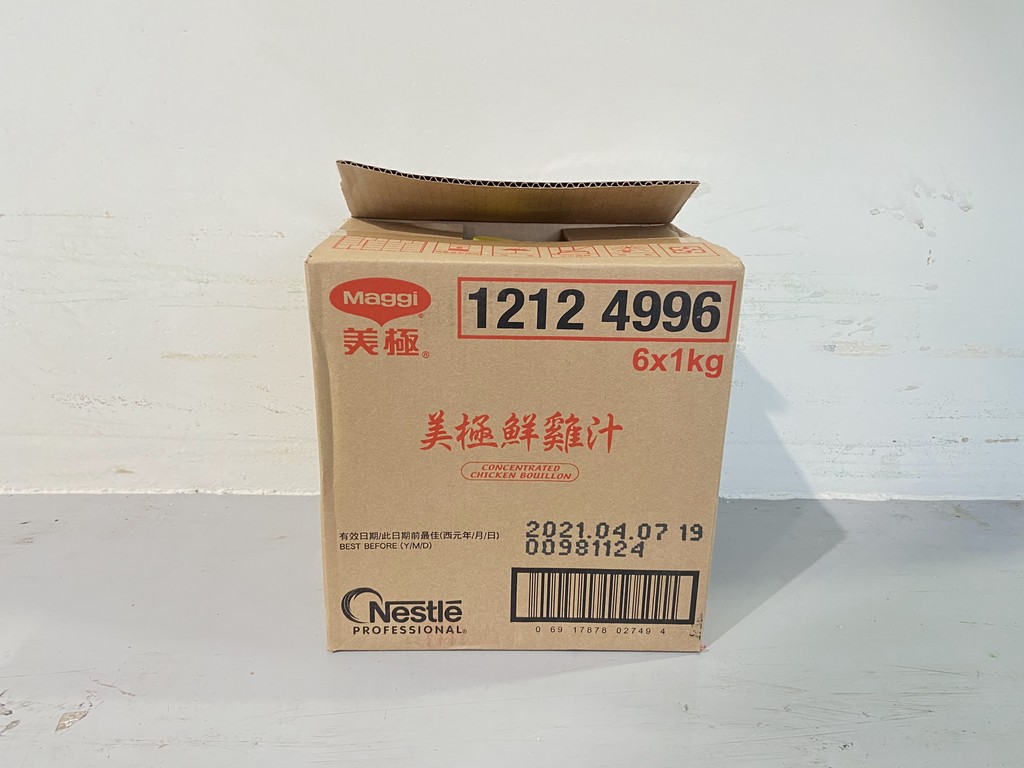 Maggi
美極®
1212 4996
6x1kg
美極鮮雞汁
CONCENTRATED
CHICKEN BOUILLON
有效日期/此日期前最佳(西元年/月/日)
BEST BEFORE (Y/M/D)
2021.04.07 19
00981124
Nestlé
PROFESSIONAL®
0 69 17878 02749 4